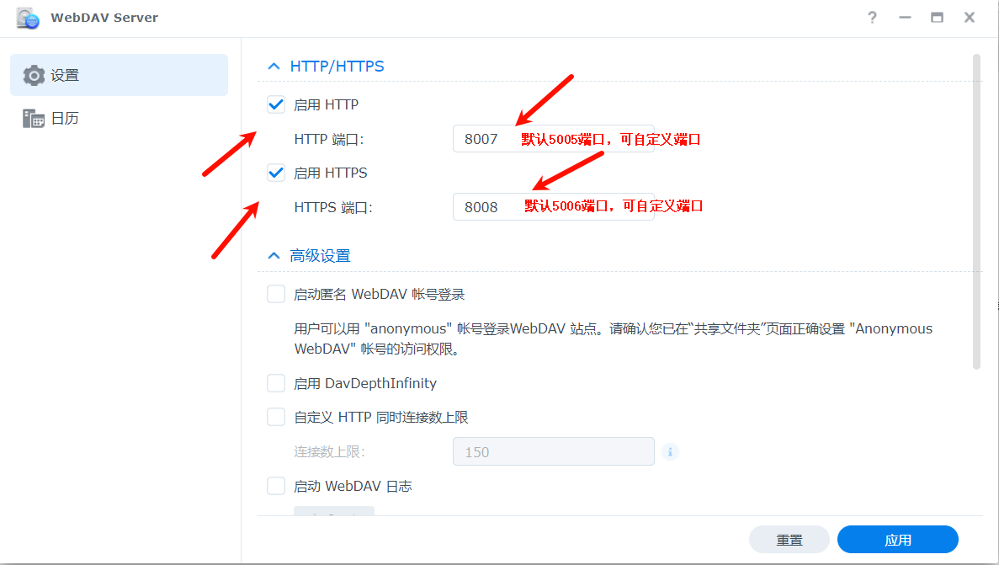 WebDAV Server
设置
日历
HTTP/HTTPS
启用 HTTP
HTTP 端口:
8007
默认5005端口，可自定义端口
启用 HTTPS
HTTPS 端口:
8008
默认5006端口，可自定义端口
高级设置
启动匿名 WebDAV 帐号登录
用户可以用 "anonymous" 帐号登录WebDAV 站点。请确认您已在“共享文件夹”页面正确设置 "Anonymous
WebDAV" 帐号的访问权限。
启用 DavDepthInfinity
自定义 HTTP 同时连接数上限
连接数上限:
150
启动 WebDAV 日志
重置
应用